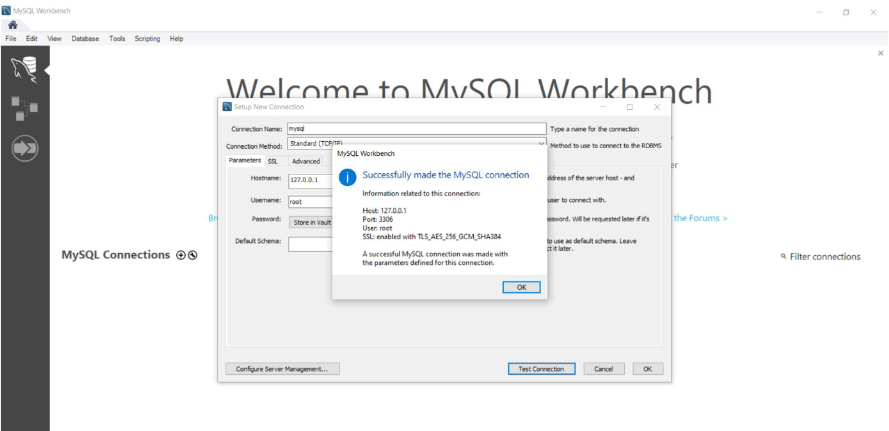 MySQL Workbench
File Edit View Database Tools Scripting Help
Welcome to MySQL Workbench
Setup New Connection
Connection Name: mysql Type a name for the connection
Connection Method: Standard (TCP/IP) Method to use to connect to the RDBMS
Parameters SSL Advanced
Hostname: 127.0.0.1 address of the server host - and
Username: root user to connect with.
Password: Store in Vault password. Will be requested later if it's
Default Schema: to use as default schema. Leave
it later.
MySQL Workbench
Successfully made the MySQL connection
Information related to this connection:
Host: 127.0.0.1
Port: 3306
User: root
SSL: enabled with TLS_AES_256_GCM_SHA384
A successful MySQL connection was made with
the parameters defined for this connection.
OK
the Forums >
MySQL Connections
Filter connections
Configure Server Management... Test Connection Cancel OK